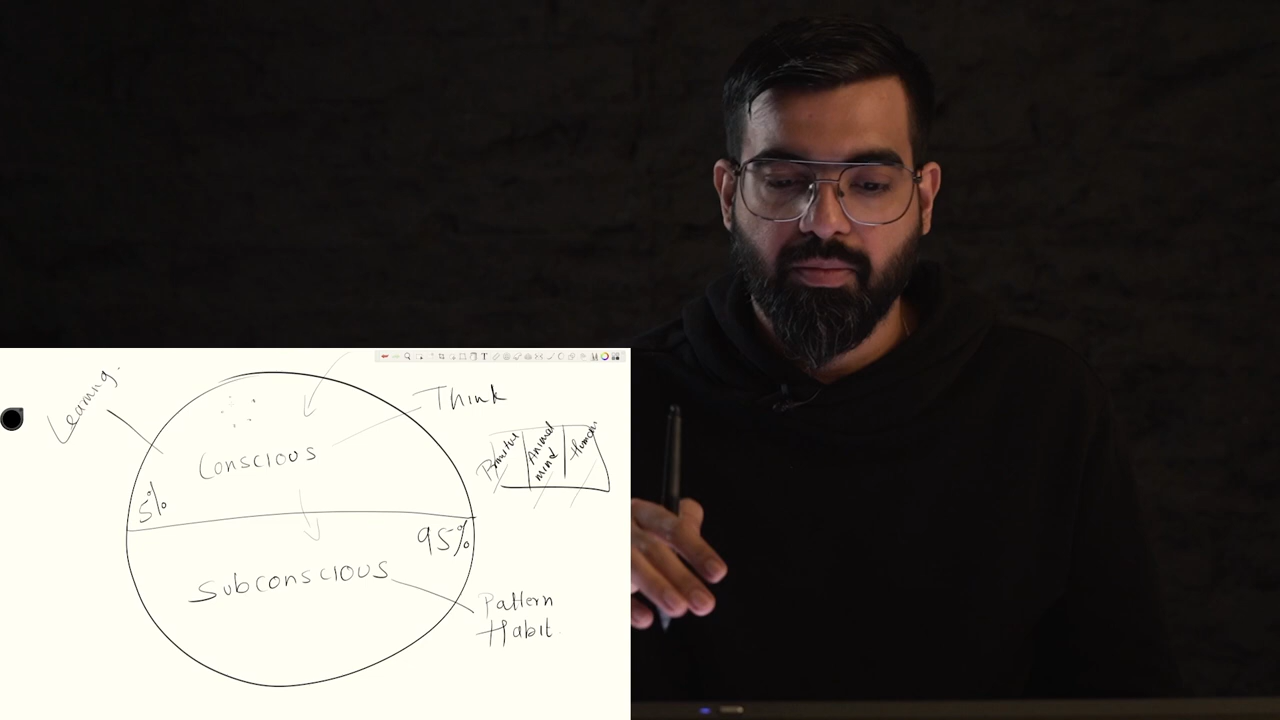 Learning.
Think
Conscious
Primitive
Animal
mind
Human
5%
95%
Subconscious
Pattern
Habit.